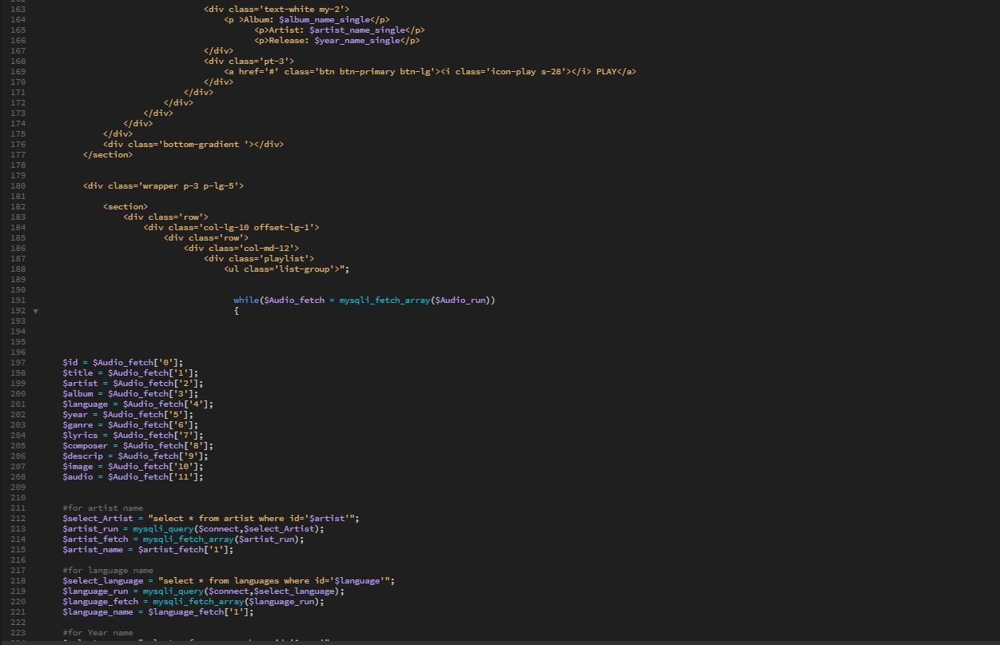 163 <div class='text-white my-2'>
164 <p >Album: $album_name_single</p>
165 <p>Artist: $artist_name_single</p>
166 <p>Release: $year_name_single</p>
167 </div>
168 <div class='pt-3'>
169 <a href='#' class='btn btn-primary btn-lg'><i class='icon-play s-28'></i> PLAY</a>
170 </div>
171 </div>
172 </div>
173 </div>
174 </div>
175 </div>
176 <div class='bottom-gradient '></div>
177 </section>
178
179
180 <div class='wrapper p-3 p-lg-5'>
181
182 <section>
183 <div class='row'>
184 <div class='col-lg-10 offset-lg-1'>
185 <div class='row'>
186 <div class='col-md-12'>
187 <div class='playlist'>
188 <ul class='list-group'>";
189
190
191 while($Audio_fetch = mysqli_fetch_array($Audio_run))
192 {
193
194
195
196
197 $id = $Audio_fetch['0'];
198 $title = $Audio_fetch['1'];
199 $artist = $Audio_fetch['2'];
200 $album = $Audio_fetch['3'];
201 $language = $Audio_fetch['4'];
202 $year = $Audio_fetch['5'];
203 $ganre = $Audio_fetch['6'];
204 $lyrics = $Audio_fetch['7'];
205 $composer = $Audio_fetch['8'];
206 $descrip = $Audio_fetch['9'];
207 $image = $Audio_fetch['10'];
208 $audio = $Audio_fetch['11'];
209
210
211 #for artist name
212 $select_Artist = "select * from artist where id='$artist'";
213 $artist_run = mysqli_query($connect,$select_Artist);
214 $artist_fetch = mysqli_fetch_array($artist_run);
215 $artist_name = $artist_fetch['1'];
216
217 #for language name
218 $select_language = "select * from languages where id='$language'";
219 $language_run = mysqli_query($connect,$select_language);
220 $language_fetch = mysqli_fetch_array($language_run);
221 $language_name = $language_fetch['1'];
222
223 #for Year name